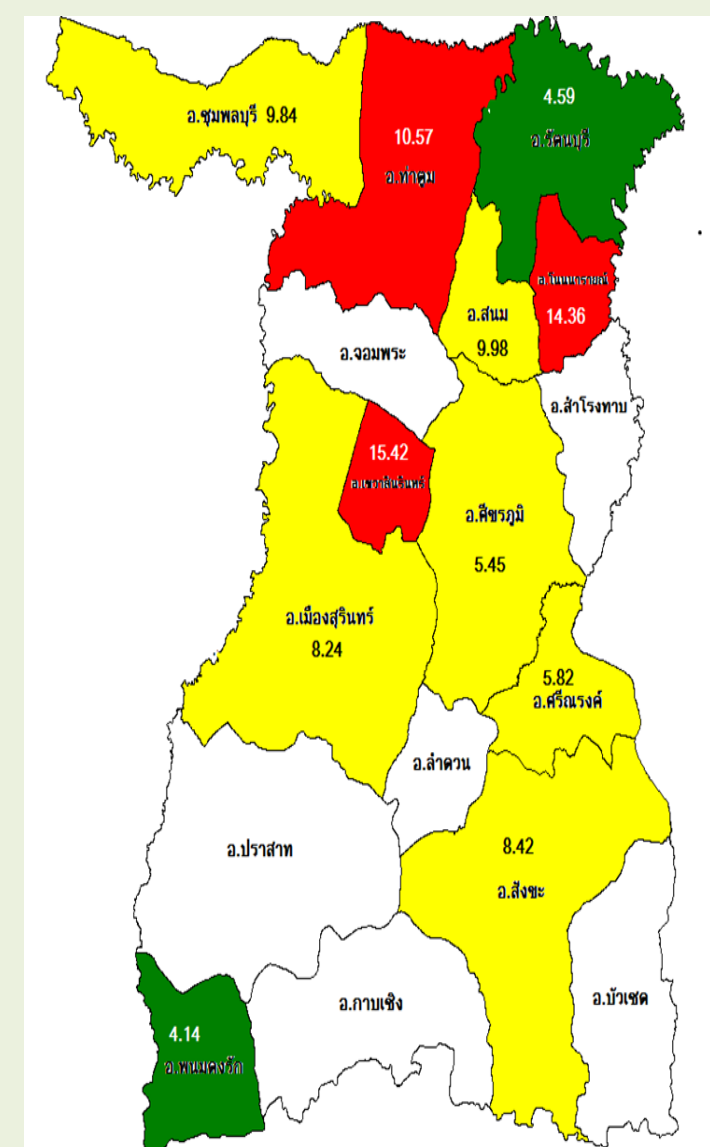 อ.ชุมพลบุรี 9.84
10.57
อ.ท่าตูม
4.59
อ.รัตนบุรี
อ.โนนนารายณ์
14.36
อ.สนม
9.98
อ.จอมพระ
อ.สำโรงทาบ
15.42
อ.เขวาสินรินทร์
อ.ศีขรภูมิ
5.45
อ.เมืองสุรินทร์
8.24
5.82
อ.ศรีณรงค์
อ.ลำดวน
อ.ปราสาท
8.42
อ.สังขะ
อ.บัวเชด
อ.กาบเชิง
4.14
อ.พนมดงรัก